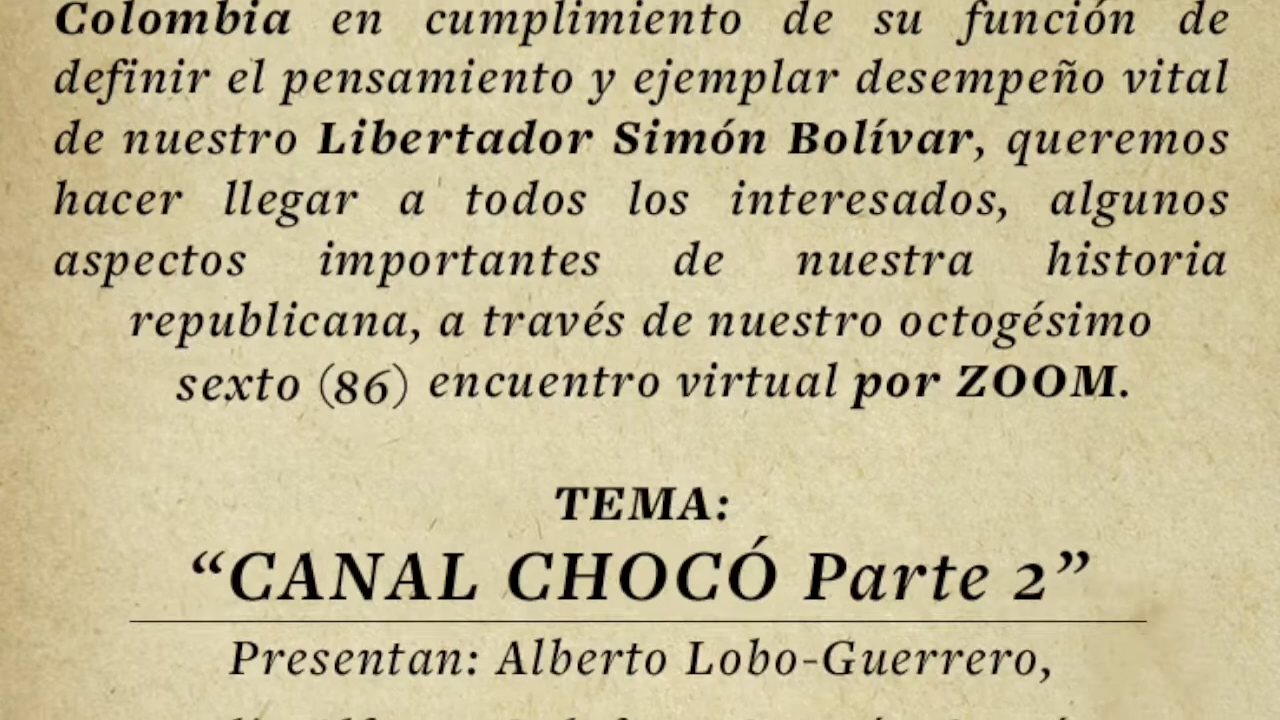 Colombia en cumplimiento de su función de
definir el pensamiento y ejemplar desempeño vital
de nuestro Libertador Simón Bolívar, queremos
hacer llegar a todos los interesados, algunos
aspectos importantes de nuestra historia
republicana, a través de nuestro octogésimo
sexto (86) encuentro virtual por ZOOM.
TEMA:
“CANAL CHOCÓ Parte 2”
Presentan: Alberto Lobo-Guerrero,